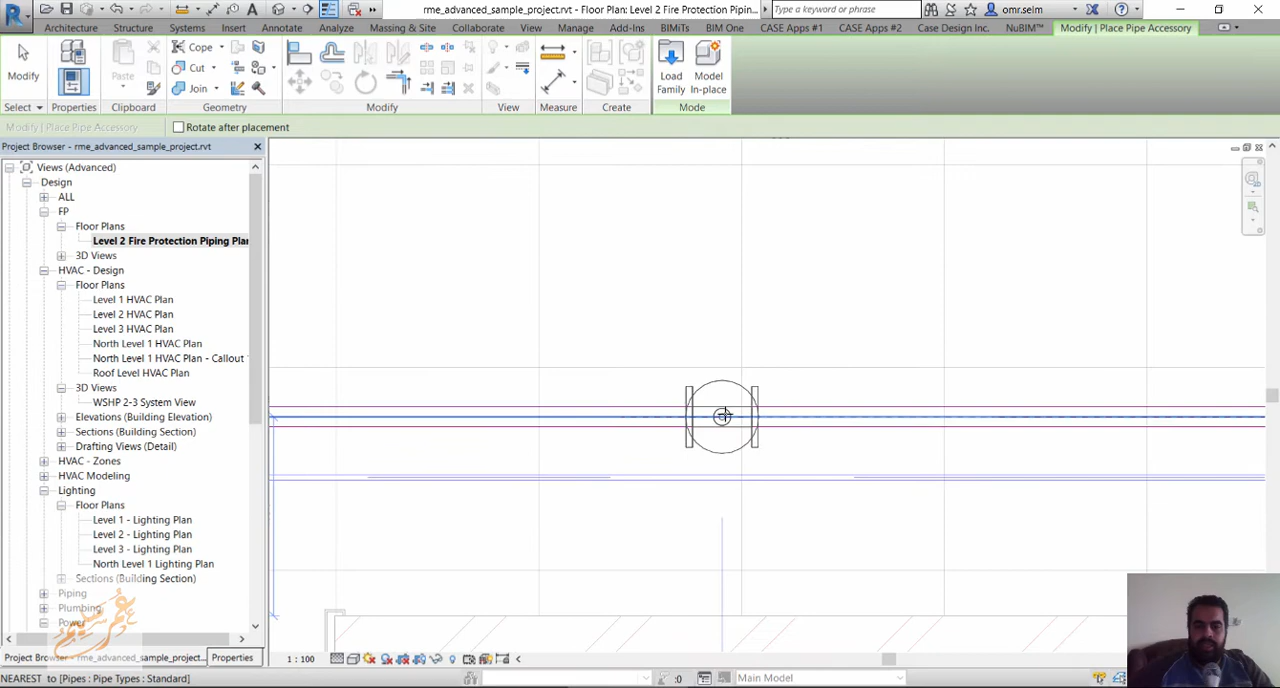 rme_advanced_sample_project.rvt - Floor Plan: Level 2 Fire Protection Pipin...
Type a keyword or phrase
omr.selm
Architecture Structure Systems Insert Annotate Analyze Massing & Site Collaborate View Manage Add-Ins BIMiTs BIM One CASE Apps #1 CASE Apps #2 Case Design Inc. NuBIM™ Modify | Place Pipe Accessory
Modify
Paste
Cope
Cut
Join
Load Family
Model In-place
Select Properties Clipboard Geometry Modify View Measure Create Mode
Modify | Place Pipe Accessory
Rotate after placement
Project Browser - rme_advanced_sample_project.rvt
Views (Advanced)
Design
ALL
FP
Floor Plans
Level 2 Fire Protection Piping Plan
3D Views
HVAC - Design
Floor Plans
Level 1 HVAC Plan
Level 2 HVAC Plan
Level 3 HVAC Plan
North Level 1 HVAC Plan
North Level 1 HVAC Plan - Callout
Roof Level HVAC Plan
3D Views
WSHP 2-3 System View
Elevations (Building Elevation)
Sections (Building Section)
Drafting Views (Detail)
HVAC - Zones
HVAC Modeling
Lighting
Floor Plans
Level 1 - Lighting Plan
Level 2 - Lighting Plan
Level 3 - Lighting Plan
North Level 1 Lighting Plan
Sections (Building Section)
Piping
Plumbing
Power
عمر سليم
Project Browser - rme_advanced_sample_project...
Properties
1 : 100
NEAREST to [Pipes : Pipe Types : Standard]
:0
Main Model